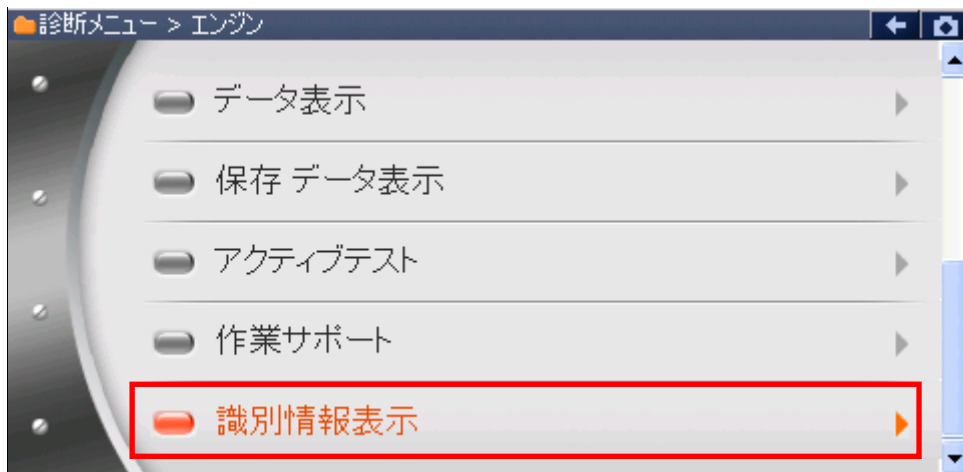 診断メニュー > エンジン
データ表示
保存 データ表示
アクティブテスト
作業サポート
識別情報表示